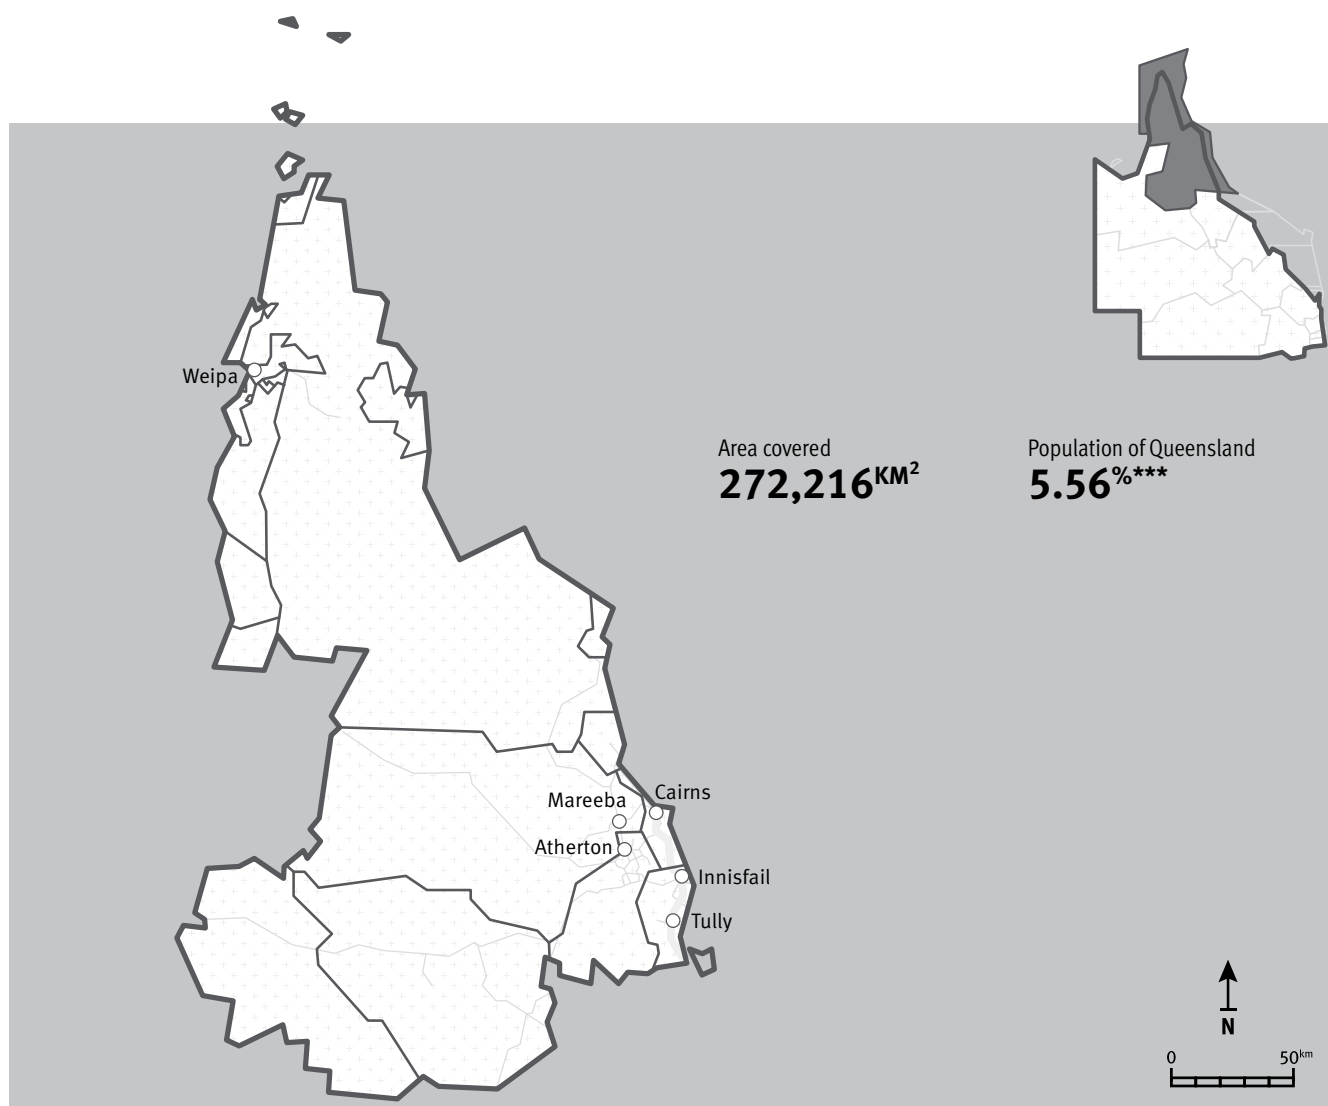 Weipa
Area covered
272,216KM²
Population of Queensland
5.56%***
Cairns
Mareeba
Atherton
Innisfail
Tully
N
0 50km